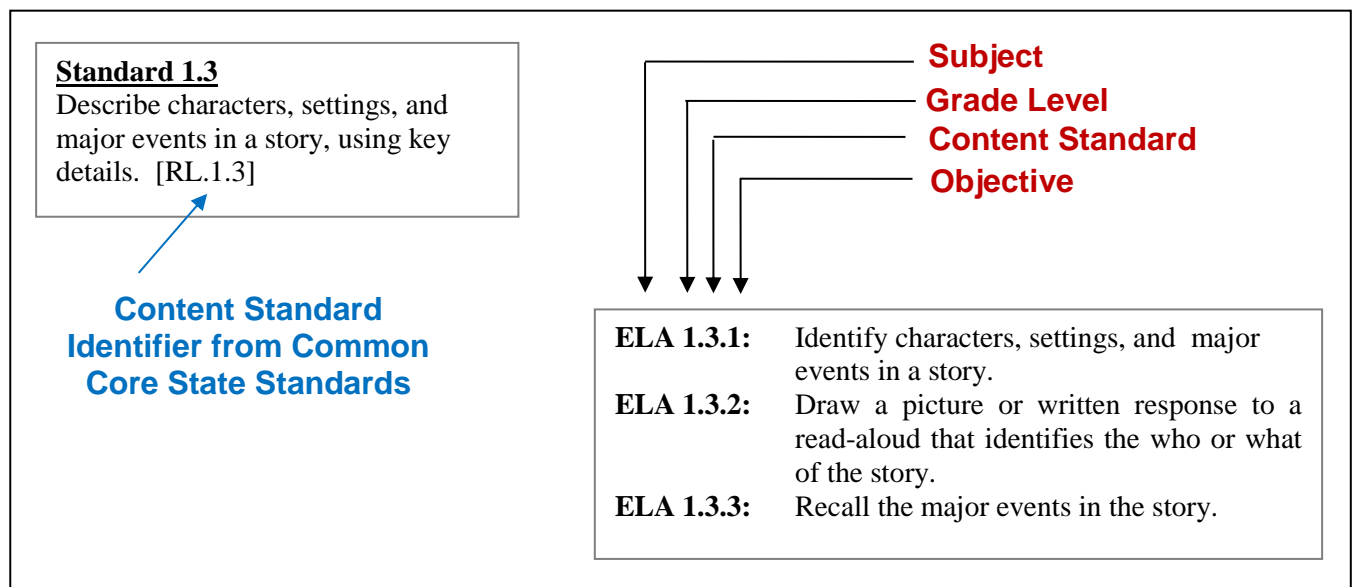 Standard 1.3
Describe characters, settings, and
major events in a story, using key
details.  [RL.1.3]
Content Standard
Identifier from Common
Core State Standards
Subject
Grade Level
Content Standard
Objective
ELA 1.3.1: Identify characters, settings, and  major
events in a story.
ELA 1.3.2: Draw a picture or written response to a
read-aloud that identifies the who or what
of the story.
ELA 1.3.3: Recall the major events in the story.